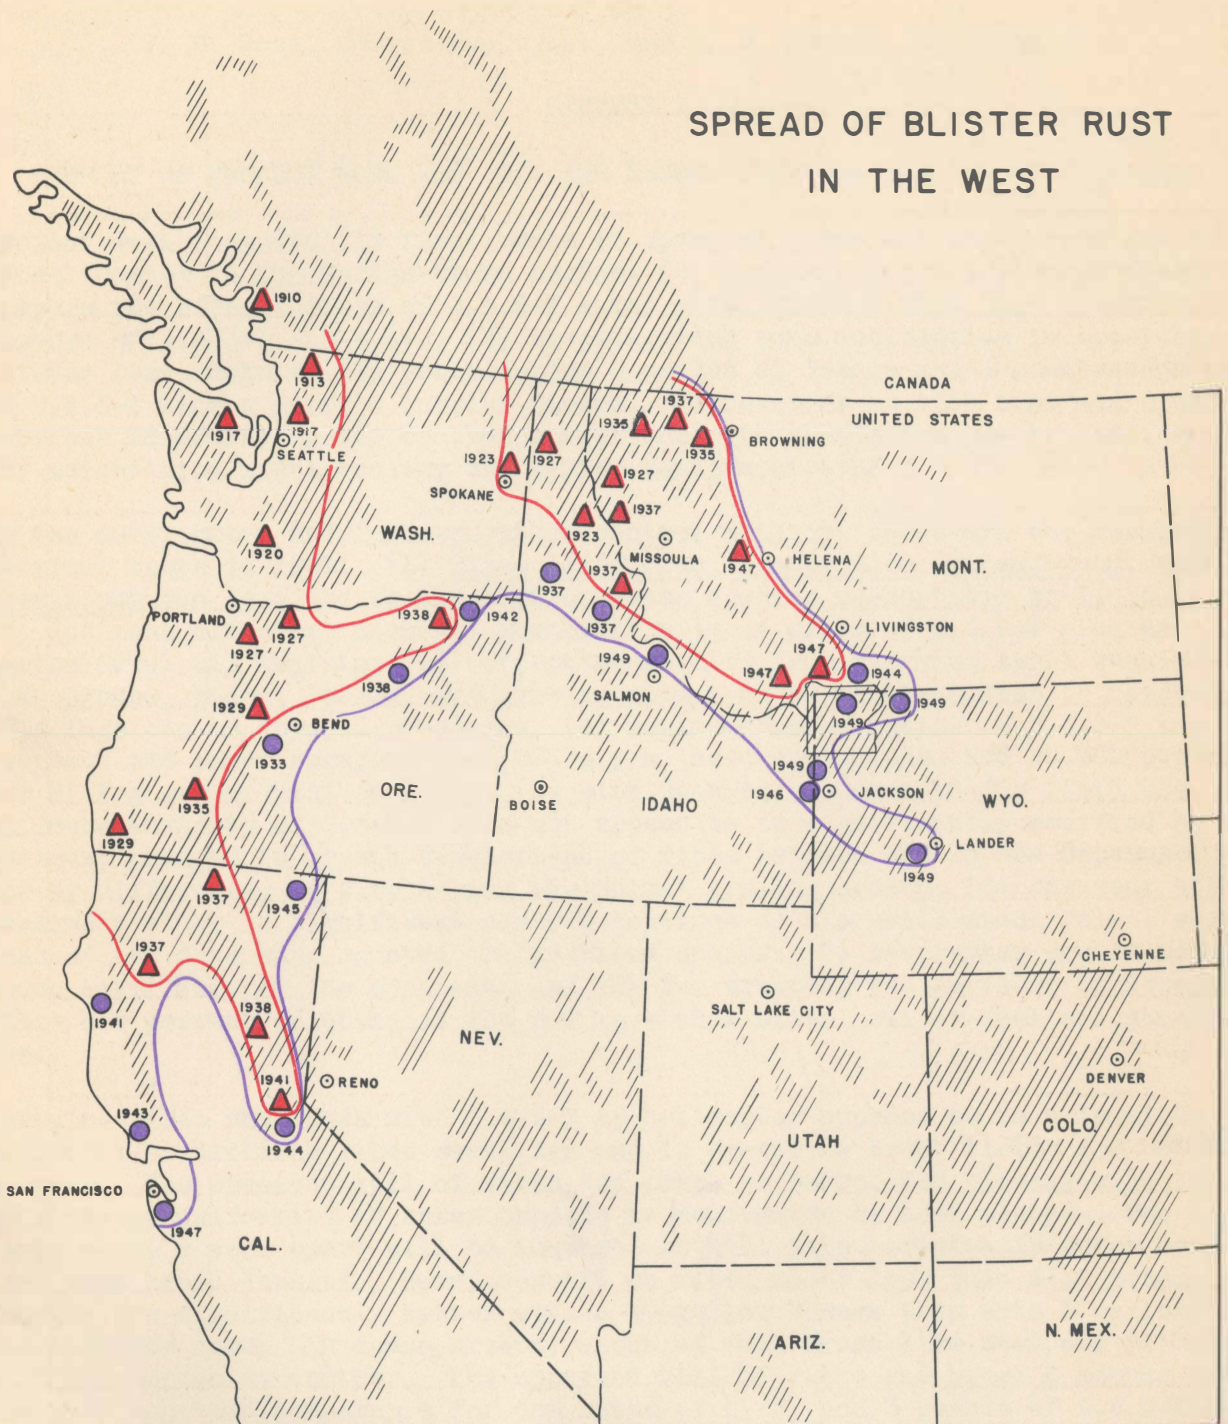 SPREAD OF BLISTER RUST
IN THE WEST
1910
1913
CANADA
UNITED STATES
1917
1917
SEATTLE
1935
1937
1935
BROWNING
1923
1927
SPOKANE
1927
1923
1937
WASH.
1920
MISSOULA
1947
HELENA
MONT.
1937
1937
PORTLAND
1927
1927
1938
1942
1937
LIVINGSTON
1938
1949
SALMON
1947
1947
1944
1929
BEND
1949
1949
1933
1935
ORE.
BOISE
IDAHO
1949
1946
JACKSON
WYO.
1929
LANDER
1949
1937
1945
1937
CHEYENNE
1941
1938
NEV.
SALT LAKE CITY
1941
RENO
DENVER
1943
1944
UTAH
COLO.
SAN FRANCISCO
1947
CAL.
ARIZ.
N. MEX.